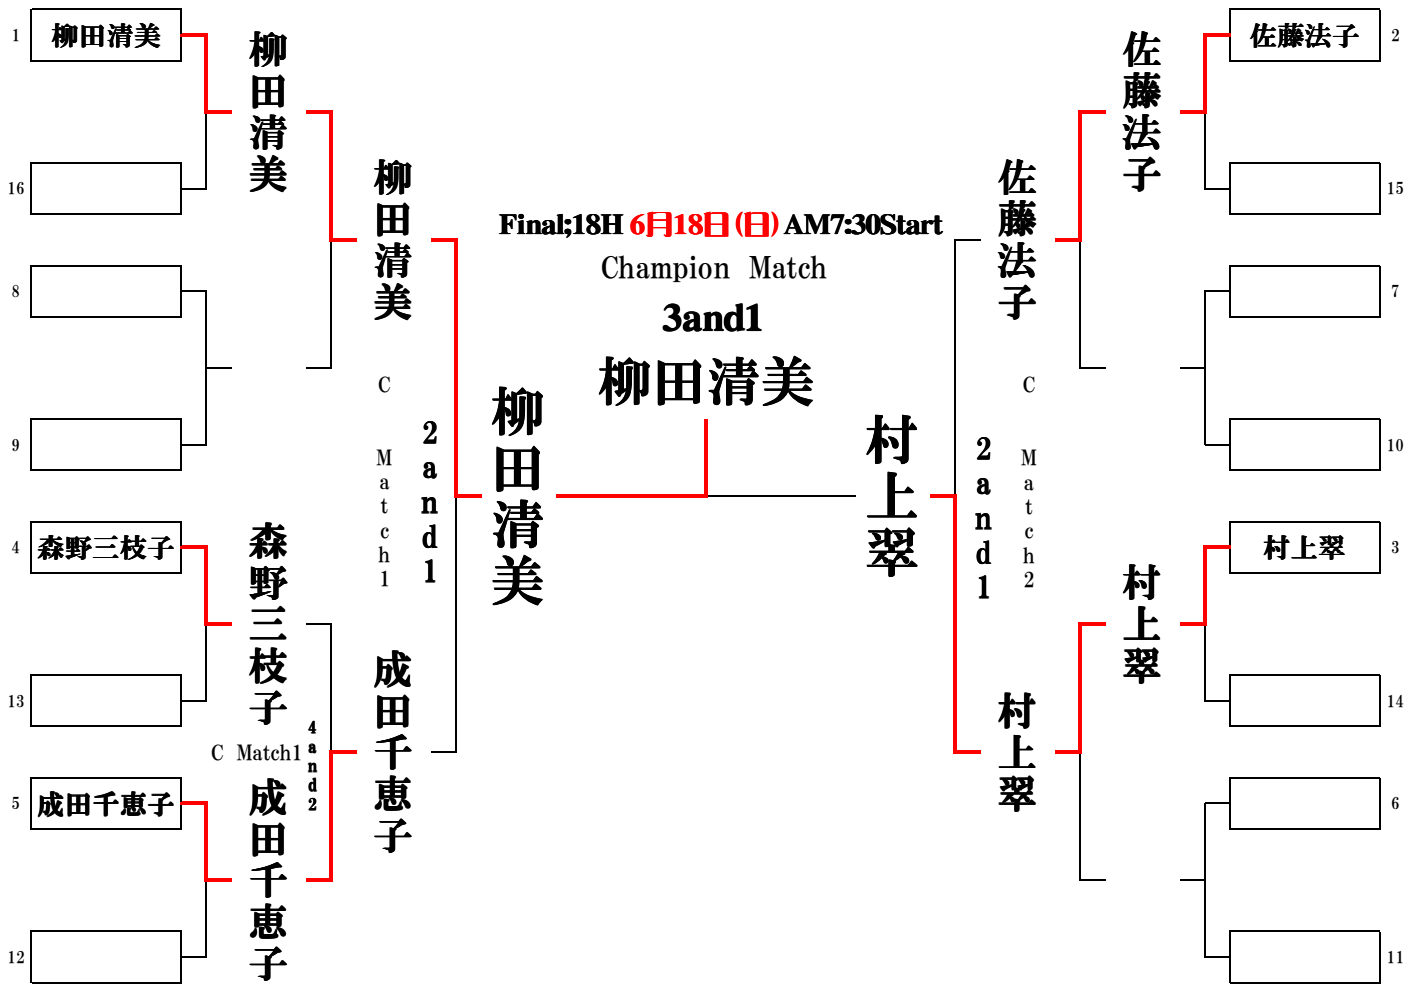 1
柳田清美
16
8
9
4
森野三枝子
13
5
成田千恵子
12
柳田清美
森野三枝子
C Match1
4and2
成田千恵子
柳田清美
C Match1
2and1
成田千恵子
柳田清美
Final;18H 6月18日(日) AM7:30Start
Champion Match
3and1
柳田清美
村上翠
2and1
佐藤法子
C Match2
村上翠
佐藤法子
村上翠
佐藤法子
2
15
7
10
村上翠
3
14
6
11